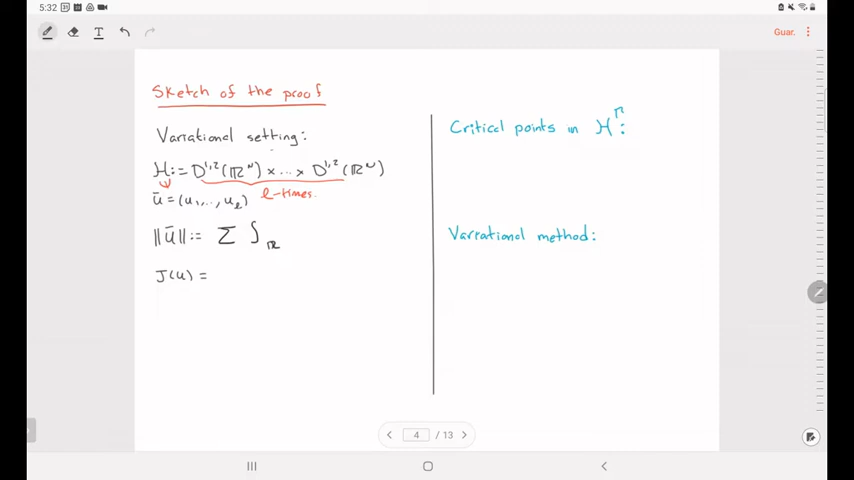 5:32
Guar.
Sketch of the proof
Variational setting:
H := D^{1,2}(ℝ^N) × ... × D^{1,2}(ℝ^N)
ℓ-times.
ū = (u_1, .., u_ℓ)
||ū|| := Σ ∫_ℝ
J(u) =
Critical points in H^Γ:
Varrational method:
4 / 13